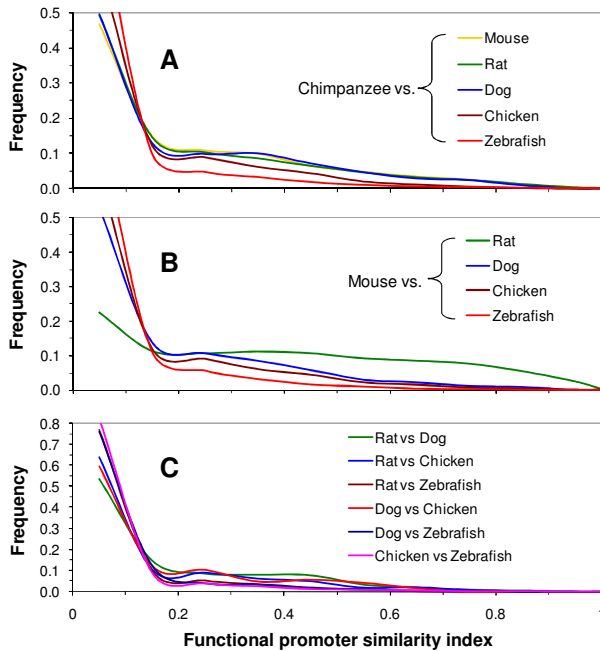 0.5
0.4
0.3
0.2
0.1
0.0
Frequency
A
Chimpanzee vs.
Mouse
Rat
Dog
Chicken
Zebrafish
0.5
0.4
0.3
0.2
0.1
0.0
Frequency
B
Mouse vs.
Rat
Dog
Chicken
Zebrafish
0.8
0.7
0.6
0.5
0.4
0.3
0.2
0.1
0.0
Frequency
C
Rat vs Dog
Rat vs Chicken
Rat vs Zebrafish
Dog vs Chicken
Dog vs Zebrafish
Chicken vs Zebrafish
0 0.2 0.4 0.6 0.8 1
Functional promoter similarity index